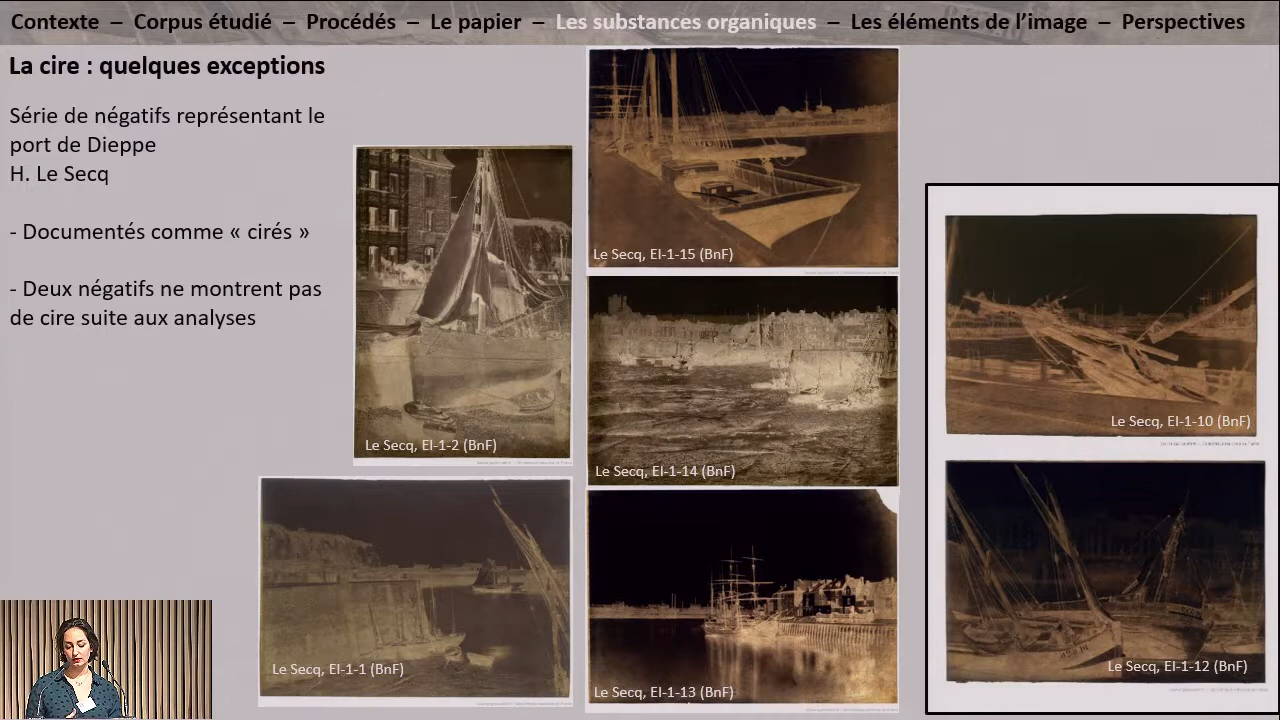 Contexte – Corpus étudié – Procédés – Le papier – Les substances organiques – Les éléments de l'image – Perspectives
La cire : quelques exceptions
Série de négatifs représentant le
port de Dieppe
H. Le Secq
- Documentés comme « cirés »
- Deux négatifs ne montrent pas
de cire suite aux analyses
Le Secq, EI-1-2 (BnF)
Le Secq, EI-1-1 (BnF)
Le Secq, EI-1-15 (BnF)
Le Secq, EI-1-14 (BnF)
Le Secq, EI-1-13 (BnF)
Le Secq, EI-1-10 (BnF)
Le Secq, EI-1-12 (BnF)